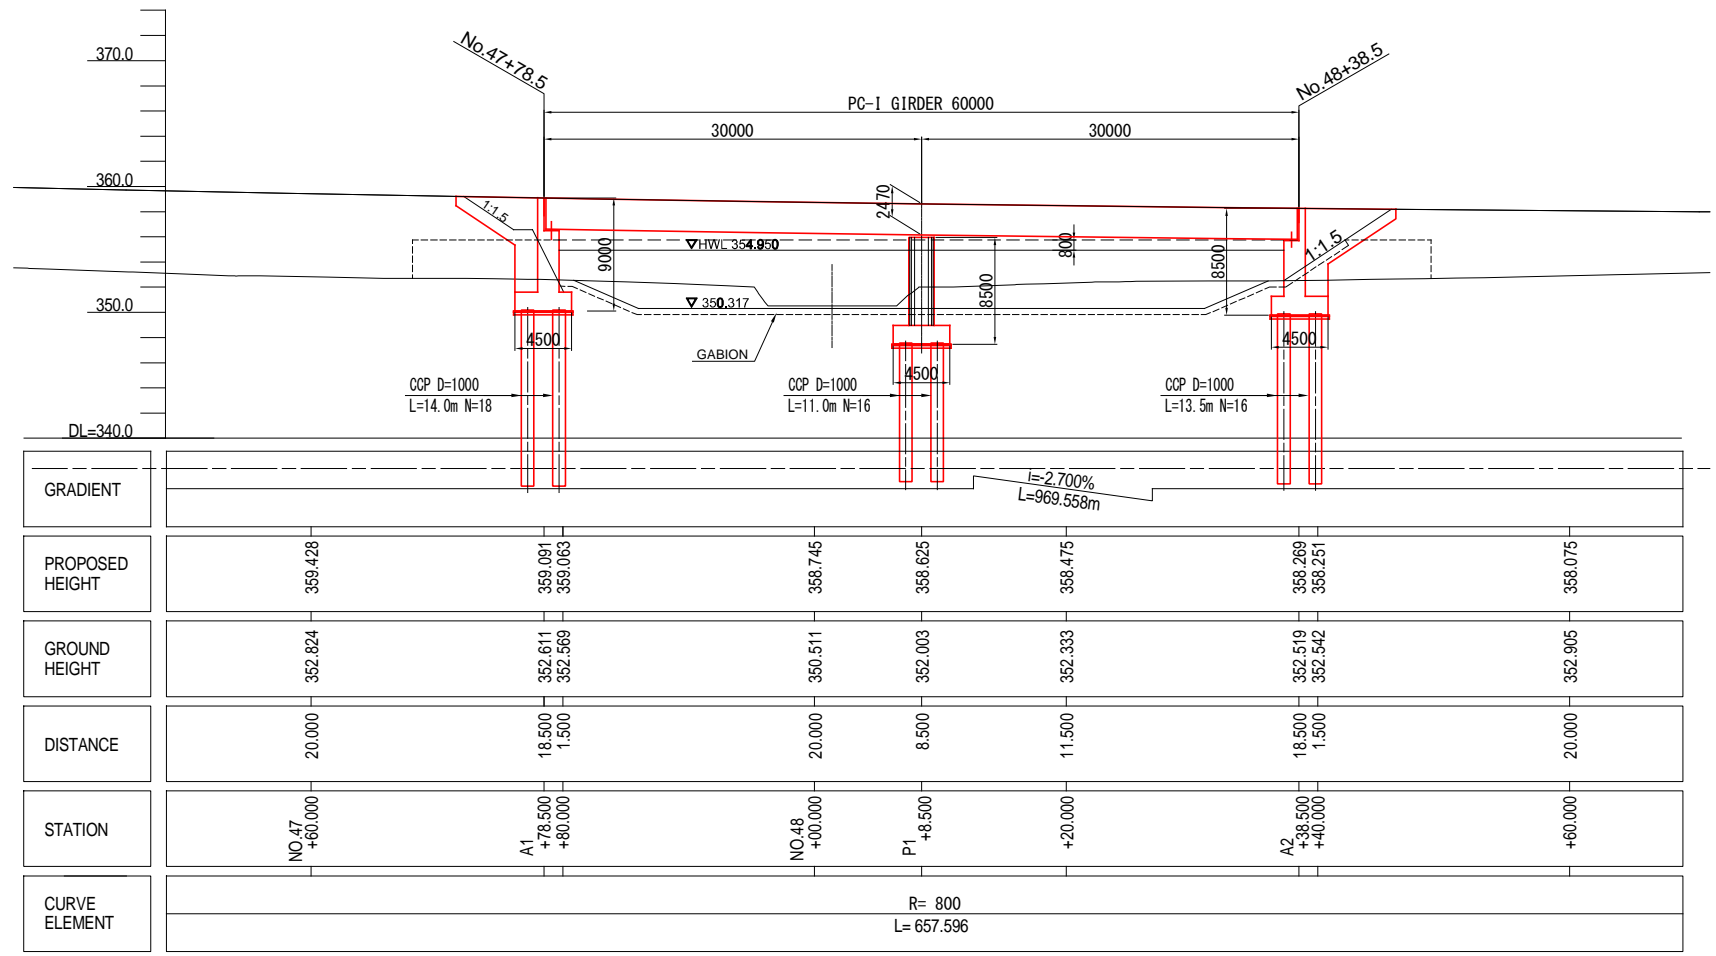 370.0
360.0
350.0
DL=340.0
No.47+78.5
No.48+38.5
PC-I GIRDER 60000
30000
30000
2470
1:1.5
9000
HWL 354.950
800
8500
1:1.5
8500
350.317
GABION
4500
4500
4500
CCP D=1000
L=14.0m N=18
CCP D=1000
L=11.0m N=16
CCP D=1000
L=13.5m N=16
GRADIENT
i=-2.700%
L=969.558m
PROPOSED
HEIGHT
359.428
359.091
359.063
358.745
358.625
358.475
358.269
358.251
358.075
GROUND
HEIGHT
352.824
352.611
352.569
350.511
352.003
352.333
352.519
352.542
352.905
DISTANCE
20.000
18.500
1.500
20.000
8.500
11.500
18.500
1.500
20.000
STATION
NO.47
+60.000
A1
+78.500
+80.000
NO.48
+00.000
P1
+8.500
+20.000
A2
+38.500
+40.000
+60.000
CURVE
ELEMENT
R= 800
L= 657.596